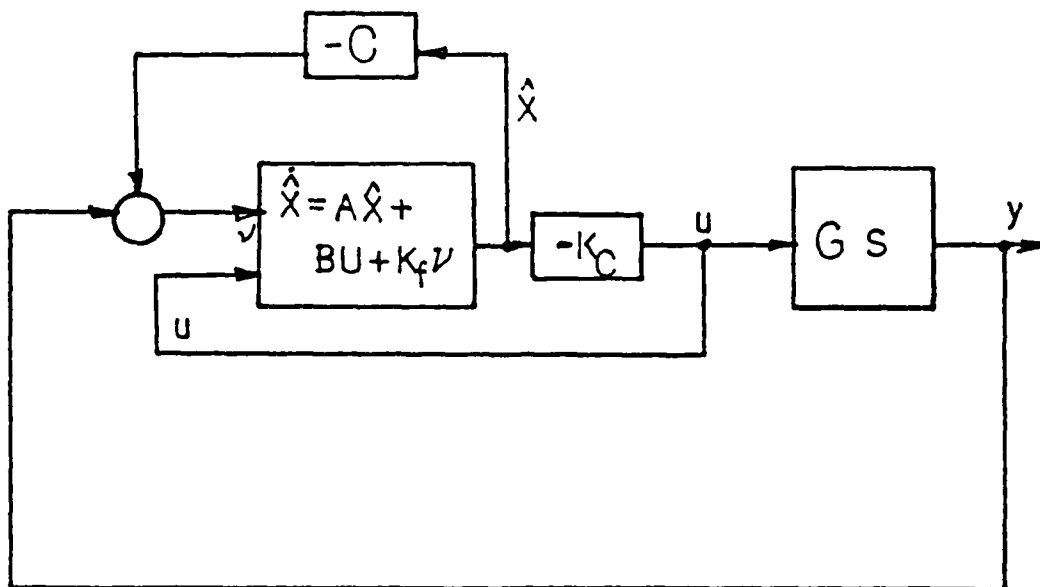 -C
X̂
ẋ̂ = AX̂ +
BU + K_f ν
ν
u
-K_C
u
G s
y